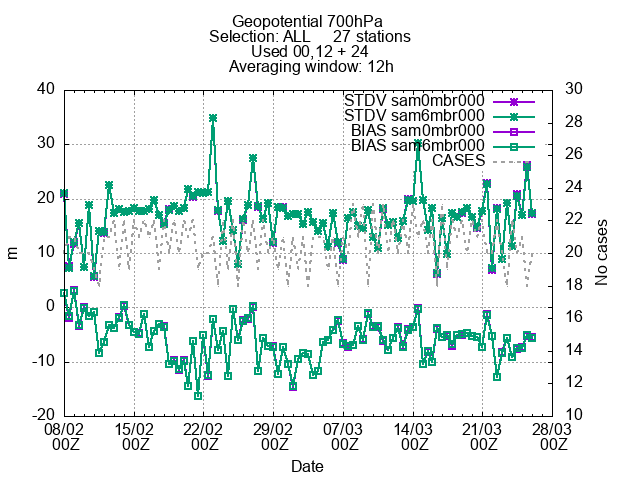 Geopotential 700hPa
Selection: ALL 27 stations
Used 00,12 + 24
Averaging window: 12h
STDV sam0mbr000
STDV sam6mbr000
BIAS sam0mbr000
BIAS sam6mbr000
CASES
40
30
20
10
0
-10
-20
m
30
28
26
24
22
20
18
16
14
12
10
No cases
08/02 15/02 22/02 29/02 07/03 14/03 21/03 28/03
00Z 00Z 00Z 00Z 00Z 00Z 00Z 00Z
Date